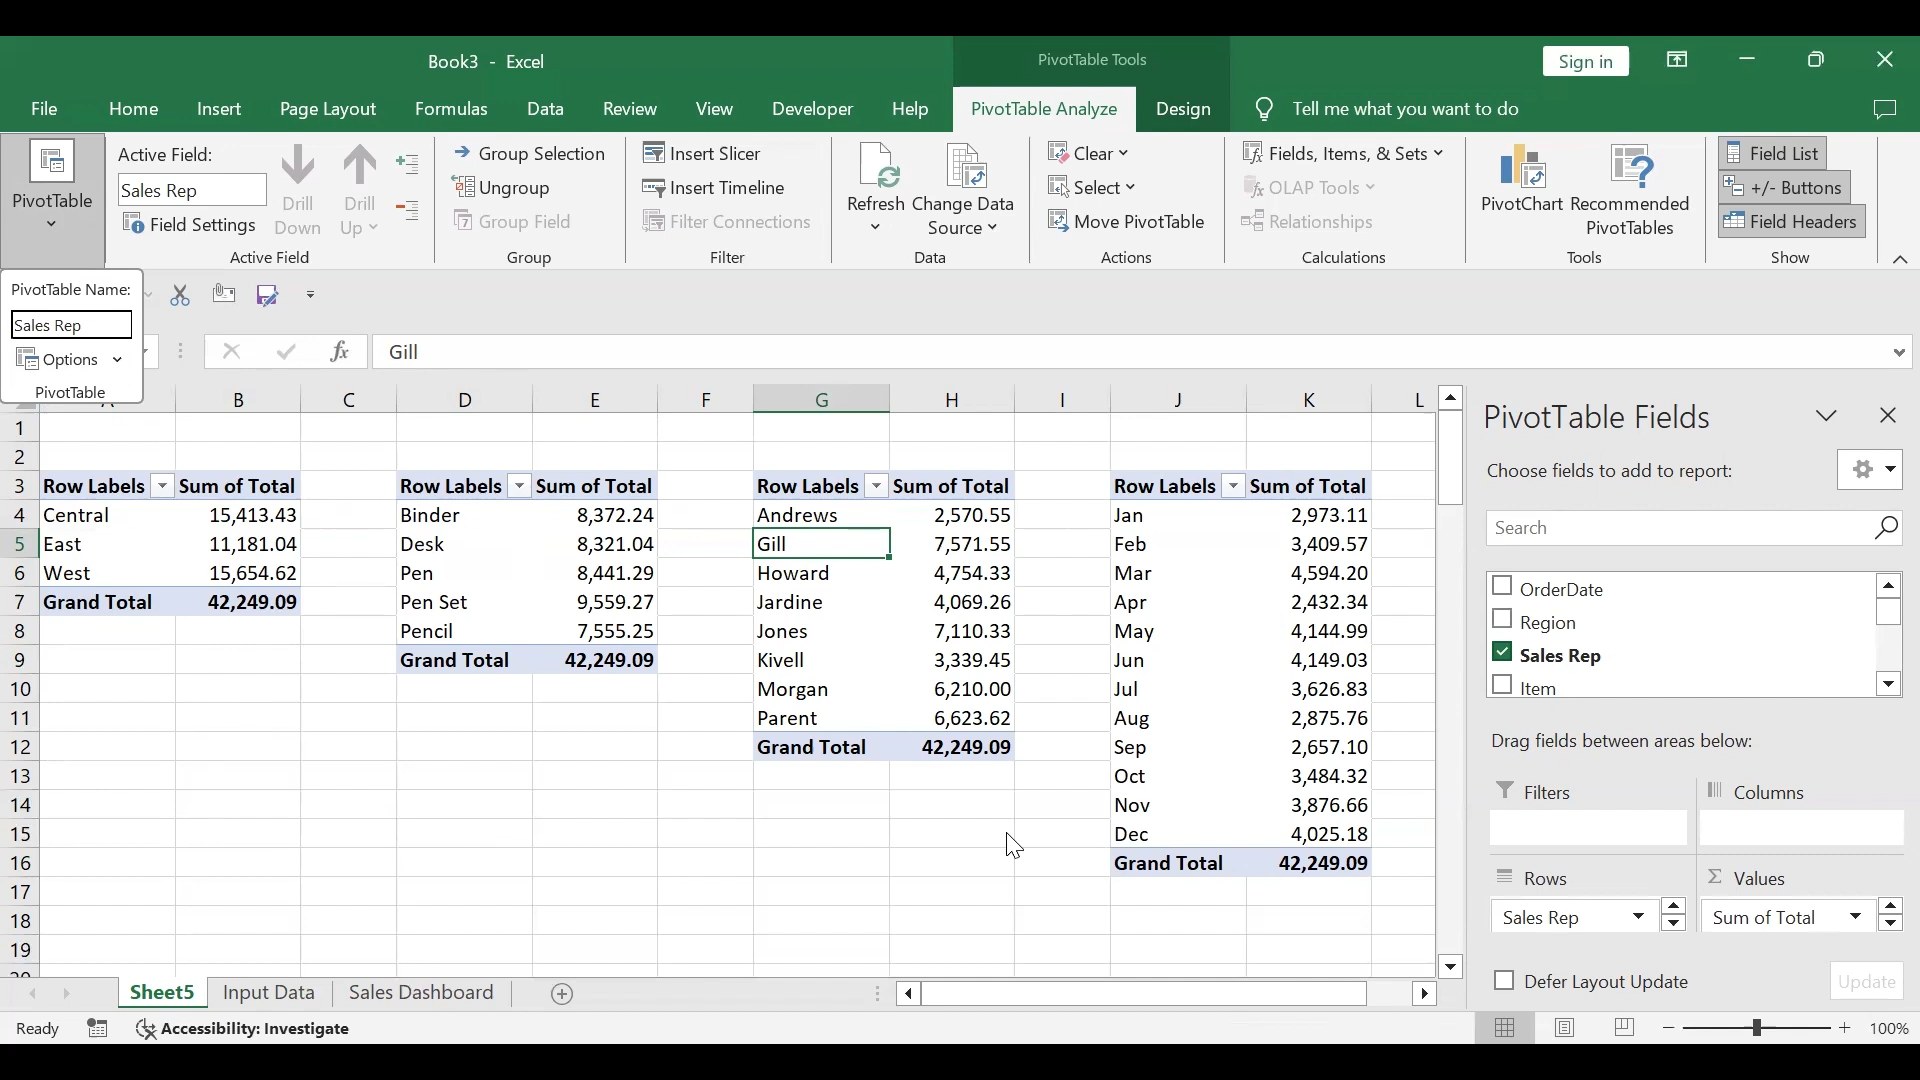 Book3 - Excel
PivotTable Tools
Sign in
File Home Insert Page Layout Formulas Data Review View Developer Help PivotTable Analyze Design Tell me what you want to do
PivotTable
Active Field:
Sales Rep
Field Settings
Drill Down
Drill Up
Active Field
Group Selection
Ungroup
Group Field
Group
Insert Slicer
Insert Timeline
Filter Connections
Filter
Refresh
Change Data Source
Data
Clear
Select
Move PivotTable
Actions
Fields, Items, & Sets
OLAP Tools
Relationships
Calculations
PivotChart
Recommended PivotTables
Tools
Field List
+/- Buttons
Field Headers
Show
PivotTable Name:
Sales Rep
Options
PivotTable
fx Gill
B C D E F G H I J K L
1
2
3 Row Labels Sum of Total Row Labels Sum of Total Row Labels Sum of Total Row Labels Sum of Total
4 Central 15,413.43 Binder 8,372.24 Andrews 2,570.55 Jan 2,973.11
5 East 11,181.04 Desk 8,321.04 Gill 7,571.55 Feb 3,409.57
6 West 15,654.62 Pen 8,441.29 Howard 4,754.33 Mar 4,594.20
7 Grand Total 42,249.09 Pen Set 9,559.27 Jardine 4,069.26 Apr 2,432.34
8 Pencil 7,555.25 Jones 7,110.33 May 4,144.99
9 Grand Total 42,249.09 Kivell 3,339.45 Jun 4,149.03
10 Morgan 6,210.00 Jul 3,626.83
11 Parent 6,623.62 Aug 2,875.76
12 Grand Total 42,249.09 Sep 2,657.10
13 Oct 3,484.32
14 Nov 3,876.66
15 Dec 4,025.18
16 Grand Total 42,249.09
17
18
19
PivotTable Fields
Choose fields to add to report:
Search
OrderDate
Region
Sales Rep
Item
Drag fields between areas below:
Filters
Columns
Rows
Σ Values
Sales Rep
Sum of Total
Defer Layout Update
Update
Sheet5 Input Data Sales Dashboard
Ready Accessibility: Investigate
100%